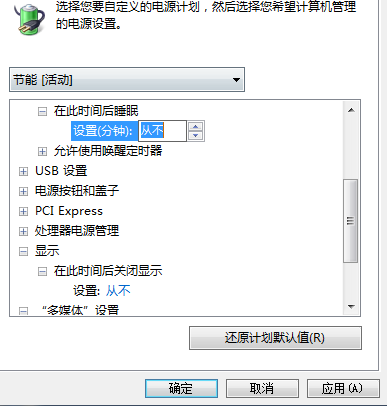 选择您要自定义的电源计划，然后选择您希望计算机管理
的电源设置。
节能 [活动]
在此时间后睡眠
设置(分钟): 从不
允许使用唤醒定时器
USB 设置
电源按钮和盖子
PCI Express
处理器电源管理
显示
在此时间后关闭显示
设置: 从不
“多媒体”设置
还原计划默认值(R)
确定 取消 应用(A)